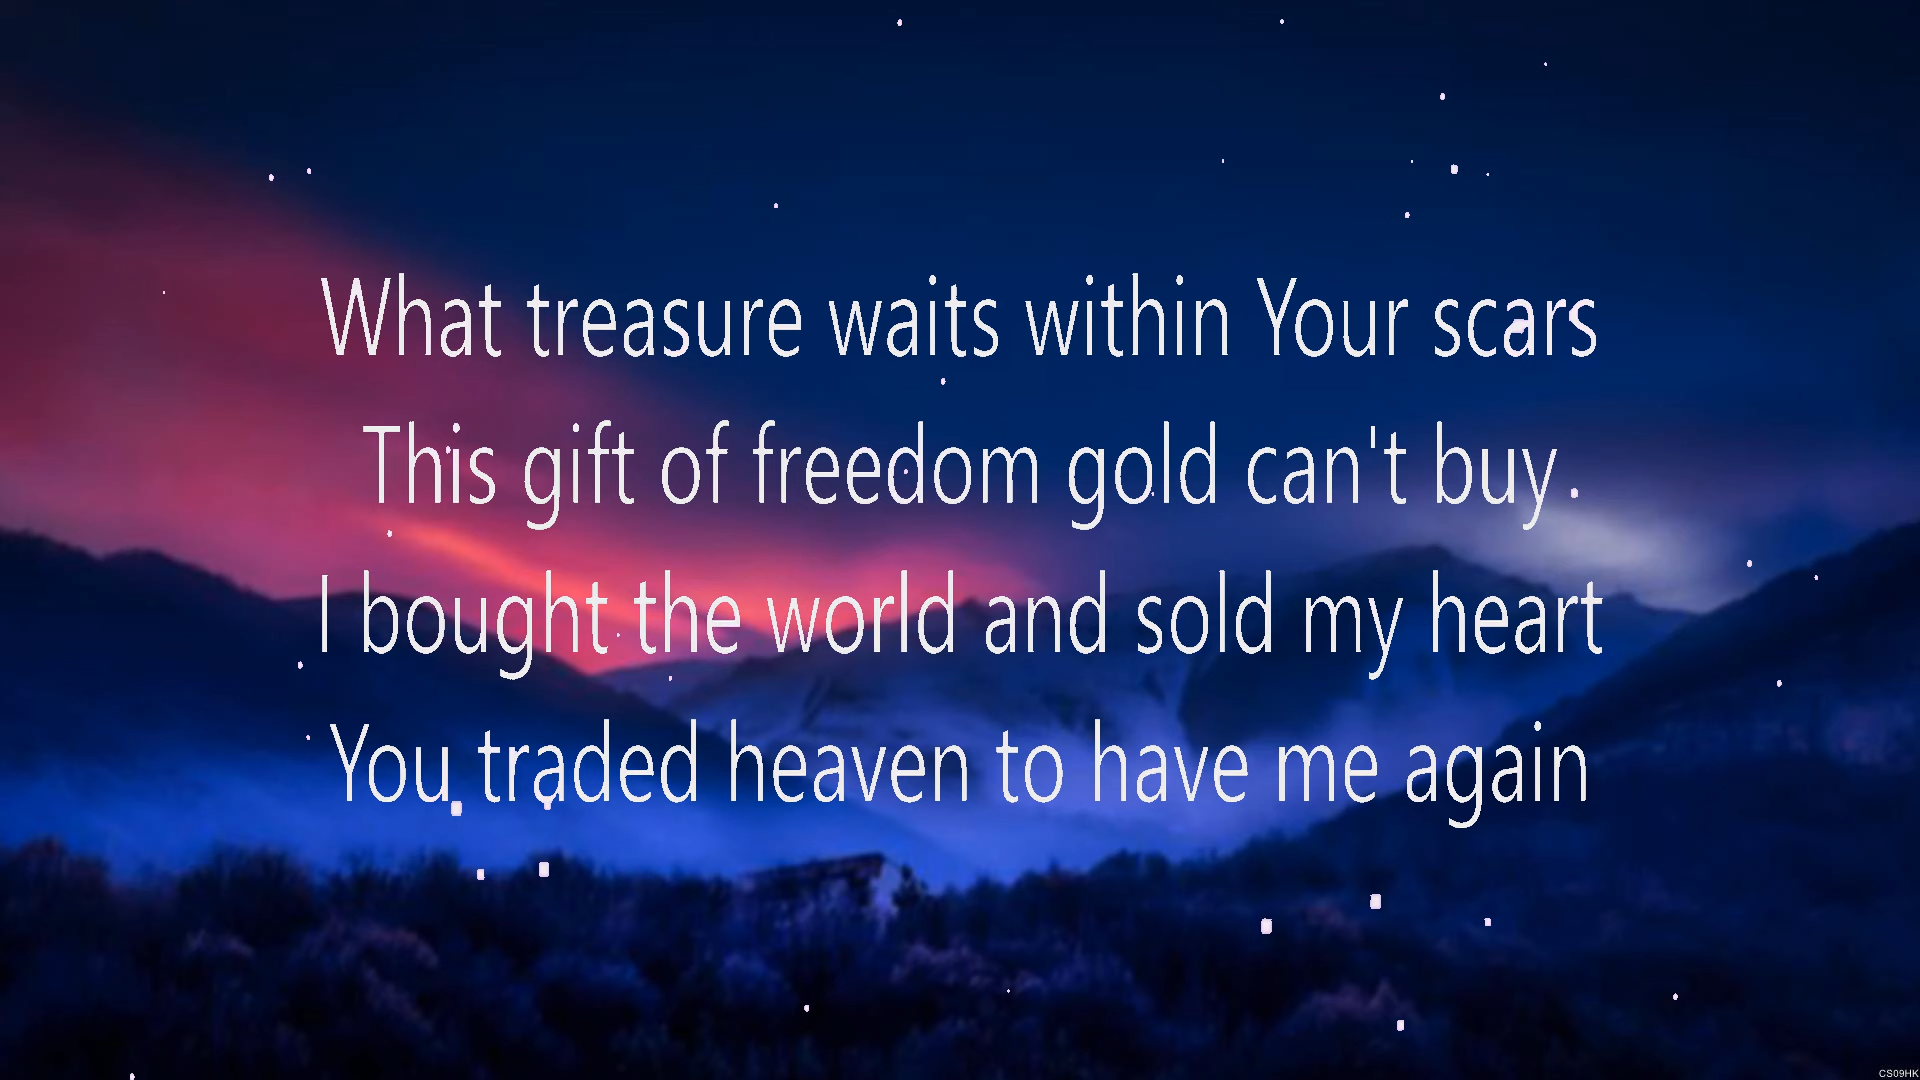 What treasure waits within Your scars
This gift of freedom gold can't buy
I bought the world and sold my heart
You traded heaven to have me again
CS09HK